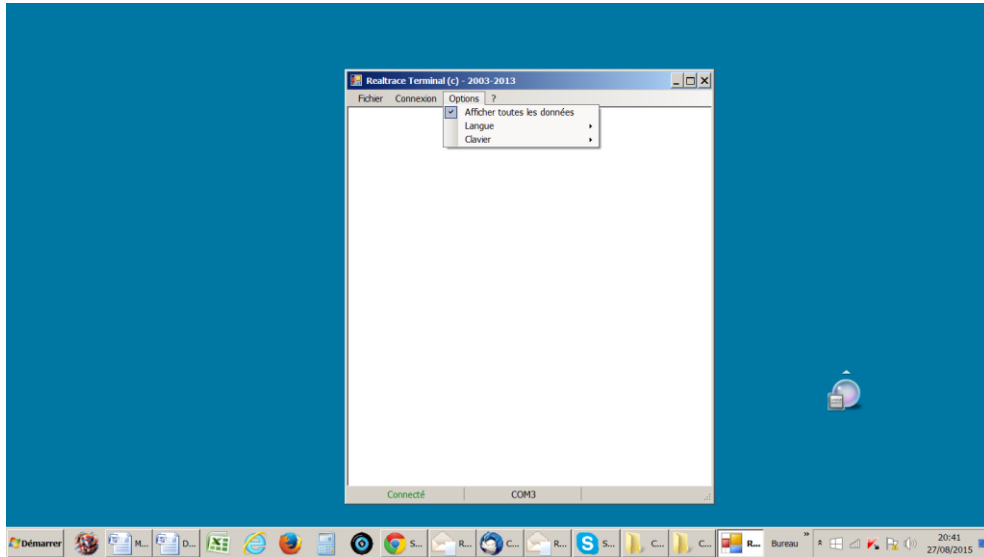 Realtrace Terminal (c) - 2003-2013
Fichier Connexion Options ?
Afficher toutes les données
Langue
Clavier
Connecté COM3
Démarrer M... D... S... R... C... R... S... C... C... R... Bureau 20:41
27/08/2015